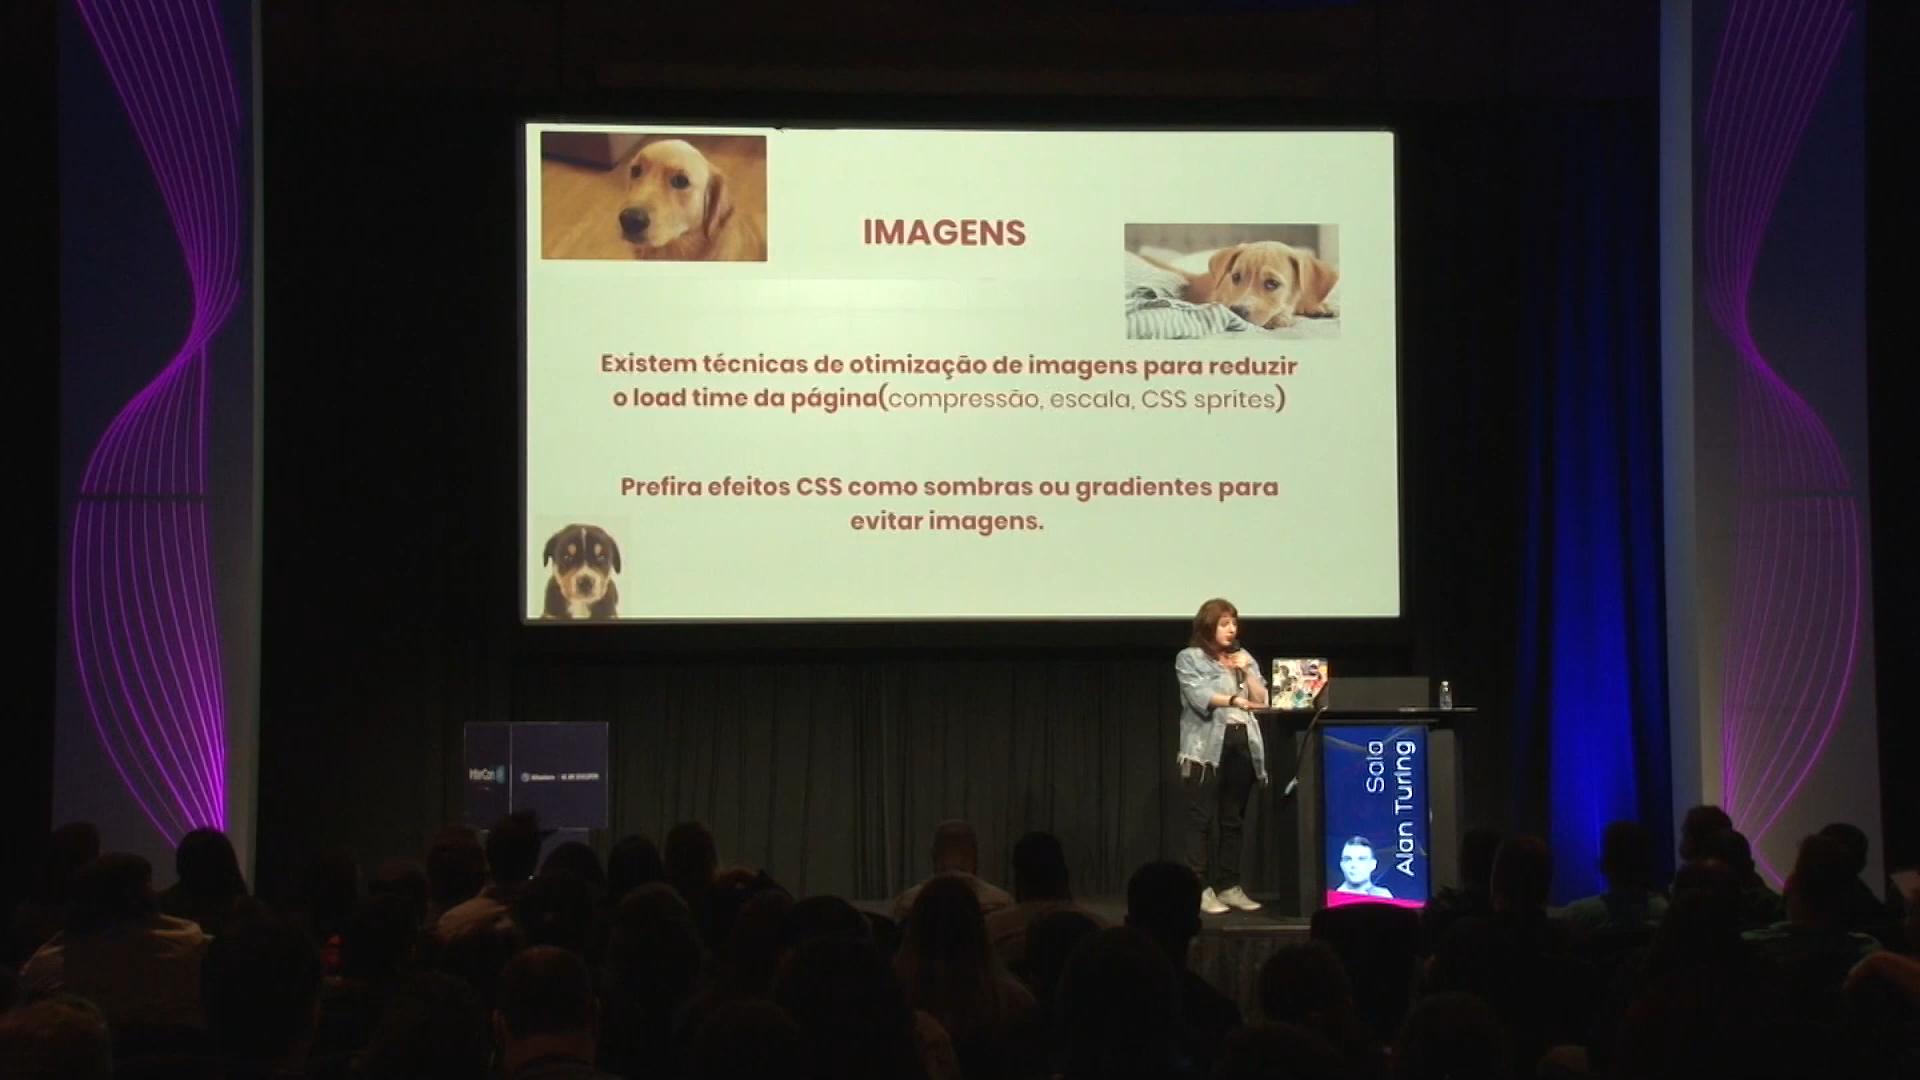 IMAGENS
Existem técnicas de otimização de imagens para reduzir
o load time da página(compressão, escala, CSS sprites)
Prefira efeitos CSS como sombras ou gradientes para
evitar imagens.
InterCon
Sala
Alan Turing